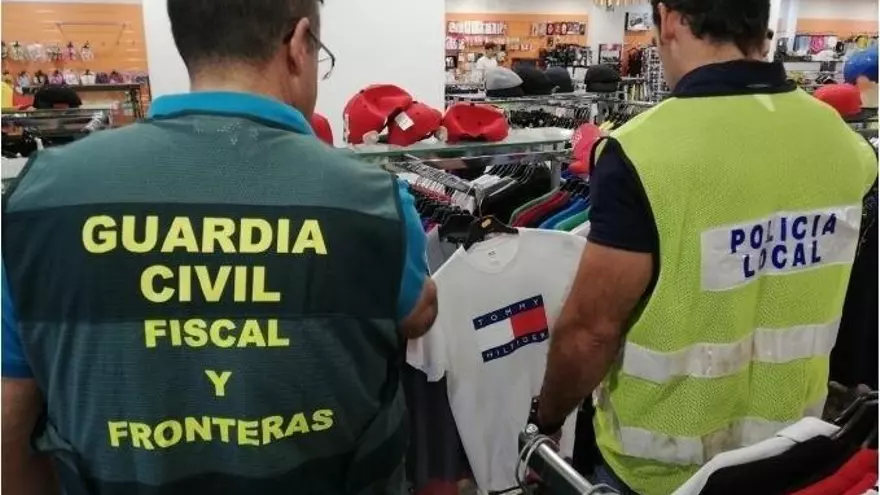 GUARDIA
CIVIL
FISCAL
Y
FRONTERAS
TOMMY
HILFIGER
POLICIA
LOCAL